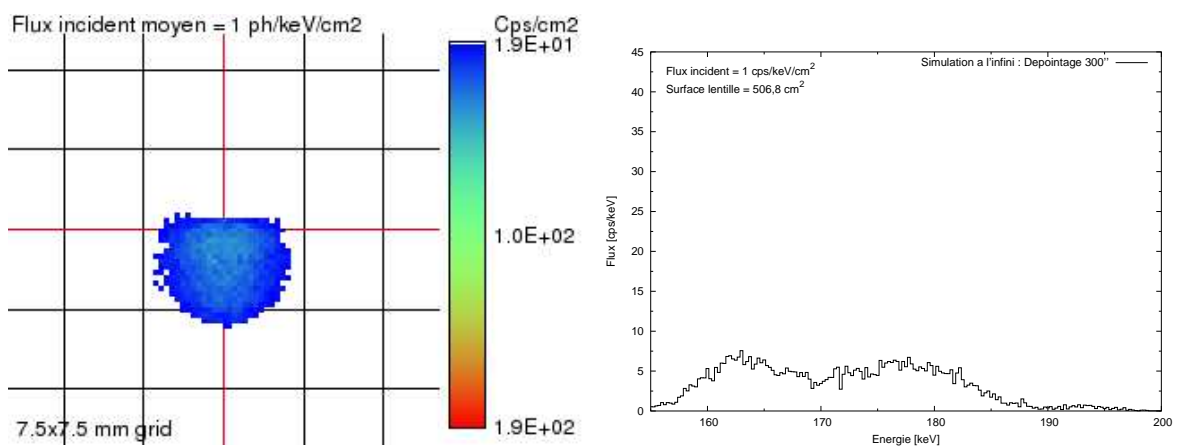 Flux incident moyen = 1 ph/keV/cm2
Cps/cm2
1.9E+01
1.0E+02
1.9E+02
7.5x7.5 mm grid
Flux incident = 1 cps/keV/cm2
Surface lentille = 506,8 cm2
Simulation a l'infini : Depointage 300''
Flux [cps/keV]
45
40
35
30
25
20
15
10
5
0
160
170
180
190
200
Energie [keV]